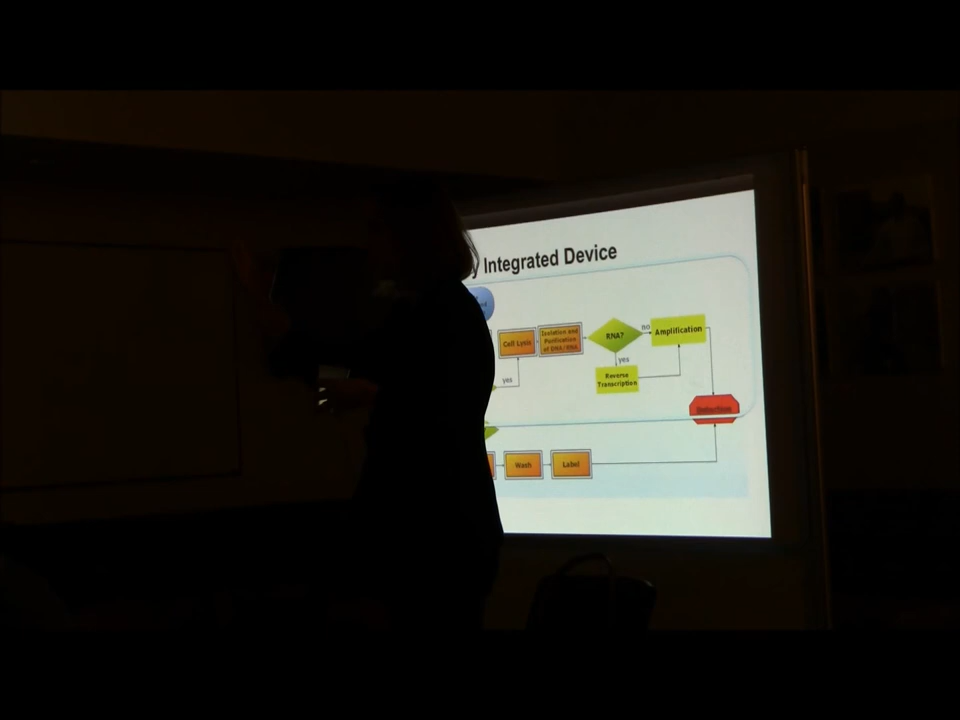 Integrated Device
Cell Lysis
Isolation and
Purification
of DNA/RNA
RNA?
no
Amplification
yes
Reverse
Transcription
yes
Wash
Label